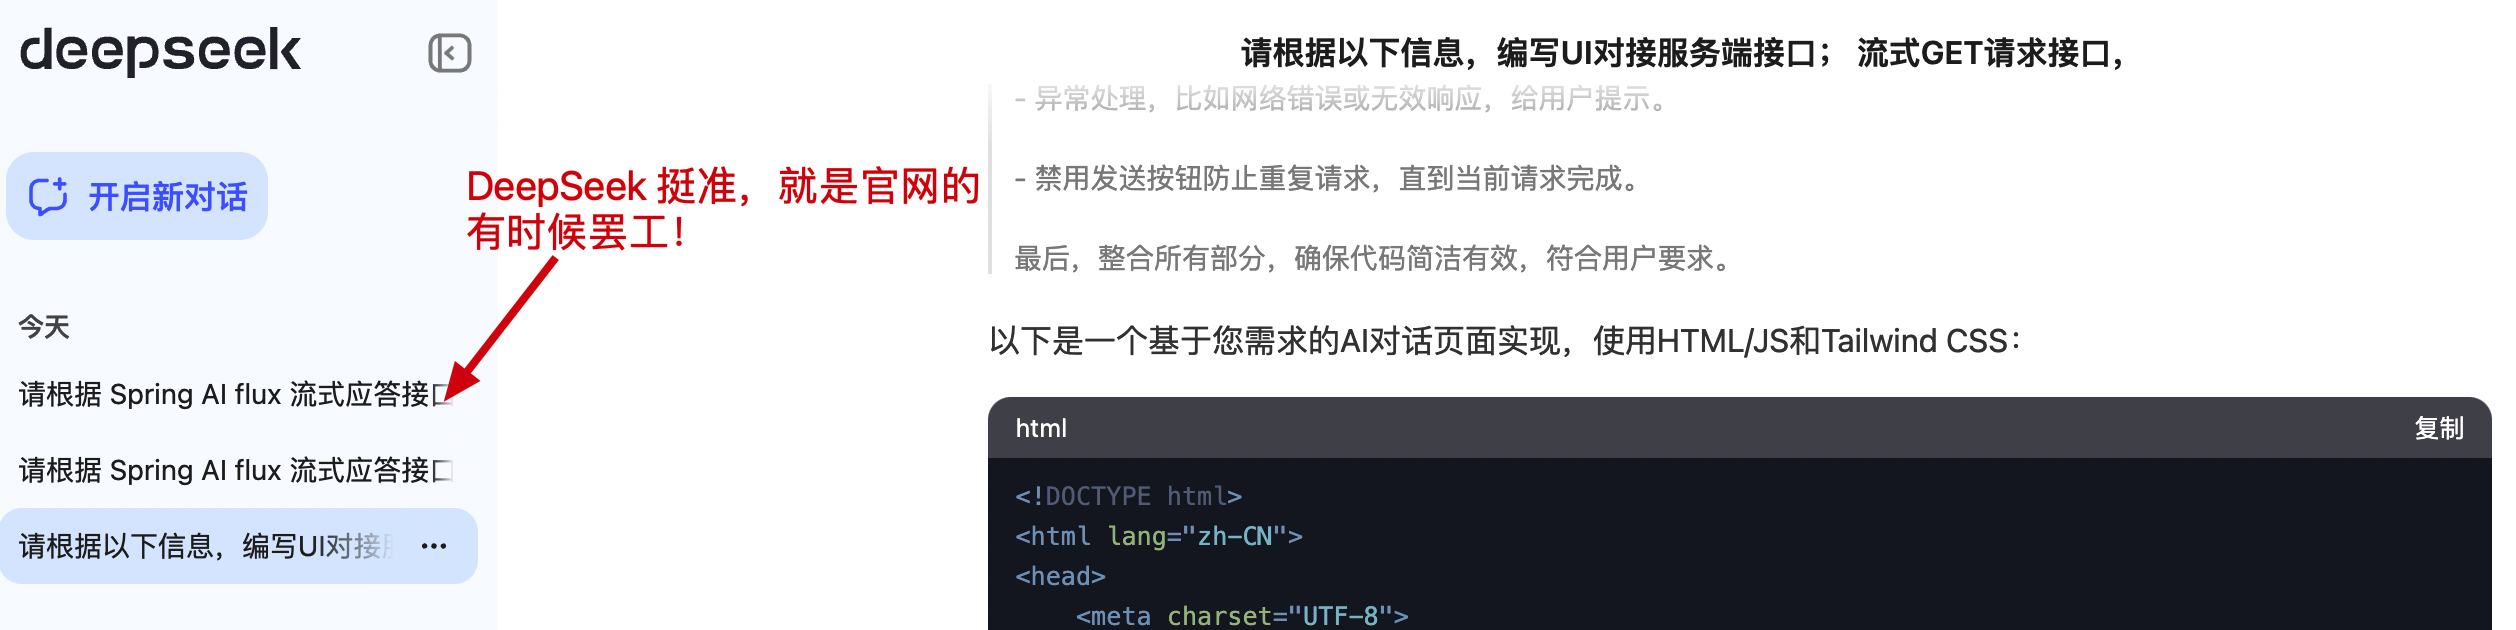 deepseek
开启新对话
今天
请根据 Spring AI flux 流式应答接口
请根据 Spring AI flux 流式应答接口
请根据以下信息，编写UI对接
DeepSeek 挺准，就是官网的
有时候罢工！
请根据以下信息，编写UI对接服务端接口；流式GET请求接口，
- 异常处理，比如网络错误或无效响应，给用户提示。
- 禁用发送按钮防止重复请求，直到当前请求完成。
最后，整合所有部分，确保代码简洁有效，符合用户要求。
以下是一个基于您需求的AI对话页面实现，使用HTML/JS和Tailwind CSS：
html
复制
<!DOCTYPE html>
<html lang="zh-CN">
<head>
<meta charset="UTF-8">